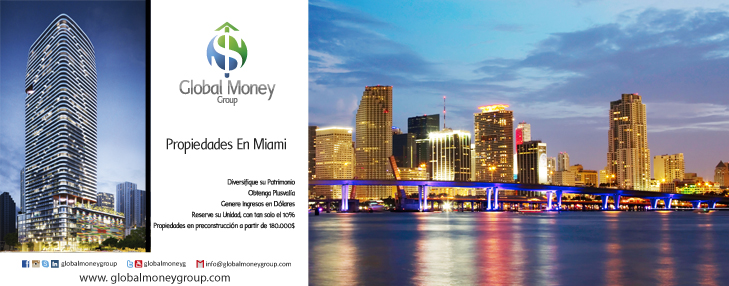 Global Money
Group
Propiedades En Miami
Diversifique su Patrimonio
Obtenga Plusvalía
Genere Ingresos en Dólares
Reserve su Unidad, con tan solo el 10%
Propiedades en preconstrucción a partir de 180.000$
globalmoneygroup globalmoneyg info@globalmoneygroup.com
www. globalmoneygroup.com